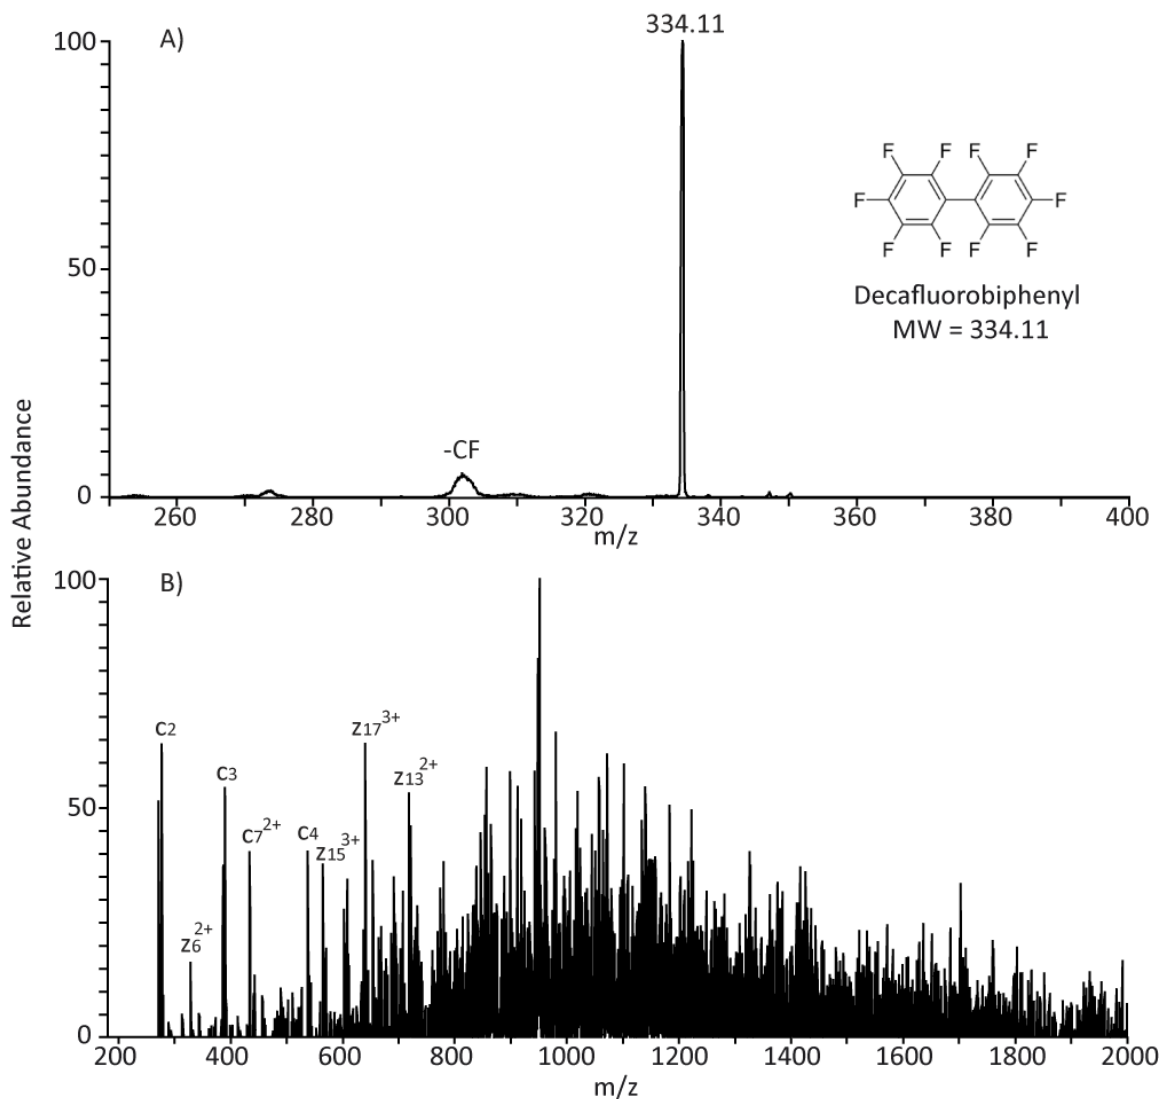 A)
334.11
100
50
0
-CF
F F F F
F F
F F F F
Decafluorobiphenyl
MW = 334.11
260 280 300 320 340 360 380 400
m/z
Relative Abundance
B)
100
50
0
c2
z6 2+
c3
c7 2+
c4
z15 3+
z17 3+
z13 2+
200 400 600 800 1000 1200 1400 1600 1800 2000
m/z